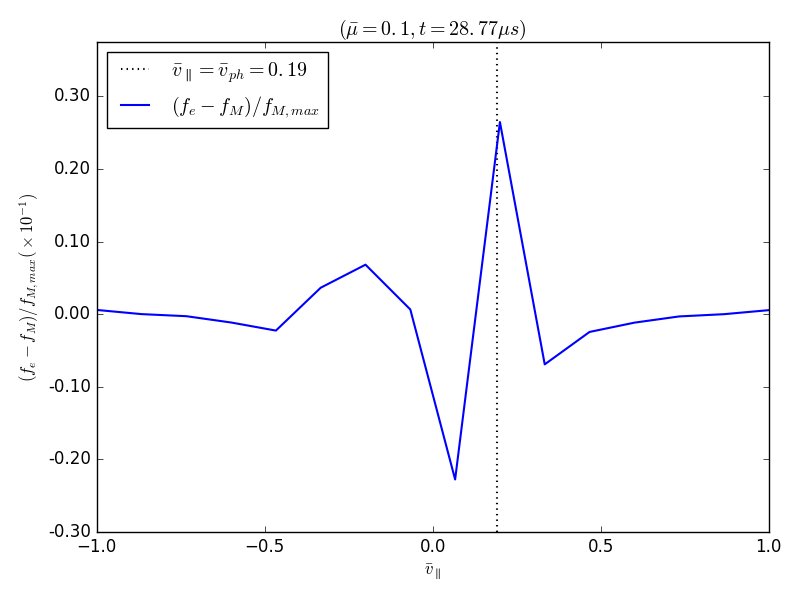 (μ̄ = 0.1, t = 28.77μs)
v̄∥ = v̄ph = 0.19
(fe − fM)/fM,max
0.30
0.20
0.10
0.00
-0.10
-0.20
-0.30
(fe − fM)/fM,max(×10⁻¹)
−1.0 −0.5 0.0 0.5 1.0
v̄∥